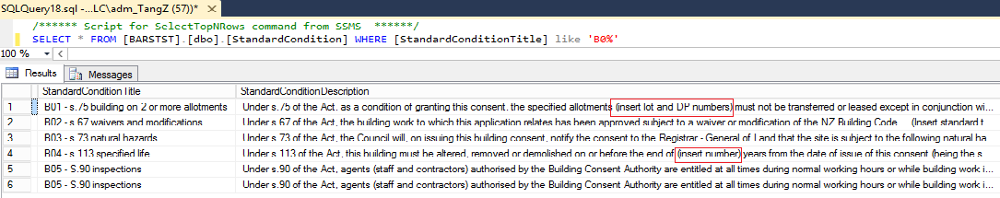 SQLQuery18.sql -...LC\adm_TangZ (57))* ×
/****** Script for SelectTopNRows command from SSMS ******/
SELECT * FROM [BARSTST].[dbo].[StandardCondition] WHERE [StandardConditionTitle] like 'B0%'
100 %
Results Messages
StandardConditionTitle StandardConditionDescription
1 B01 - s.75 building on 2 or more allotments Under s.75 of the Act, as a condition of granting this consent, the specified allotments (insert lot and DP numbers) must not be transferred or leased except in conjunction wi...
2 B02 - s.67 waivers and modifications Under s.67 of the Act, the building work to which this application relates has been approved subject to a waiver or modification of the NZ Building Code. (Insert standard t...
3 B03 - s.73 natural hazards Under s.73 of the Act, the Council will, on issuing this building consent, notify the consent to the Registrar - General of Land that the site is subject to the following natural ha...
4 B04 - s.113 specified life Under s.113 of the Act, this building must be altered, removed or demolished on or before the end of (insert number) years from the date of issue of this consent (being the s...
5 B05 - S.90 inspections Under s.90 of the Act, agents (staff and contractors) authorised by the Building Consent Authority are entitled at all times during normal working hours or while building work i...
6 B05 - S.90 inspections Under s.90 of the Act, agents (staff and contractors) authorised by the Building Consent Authority are entitled at all times during normal working hours or while building work i...